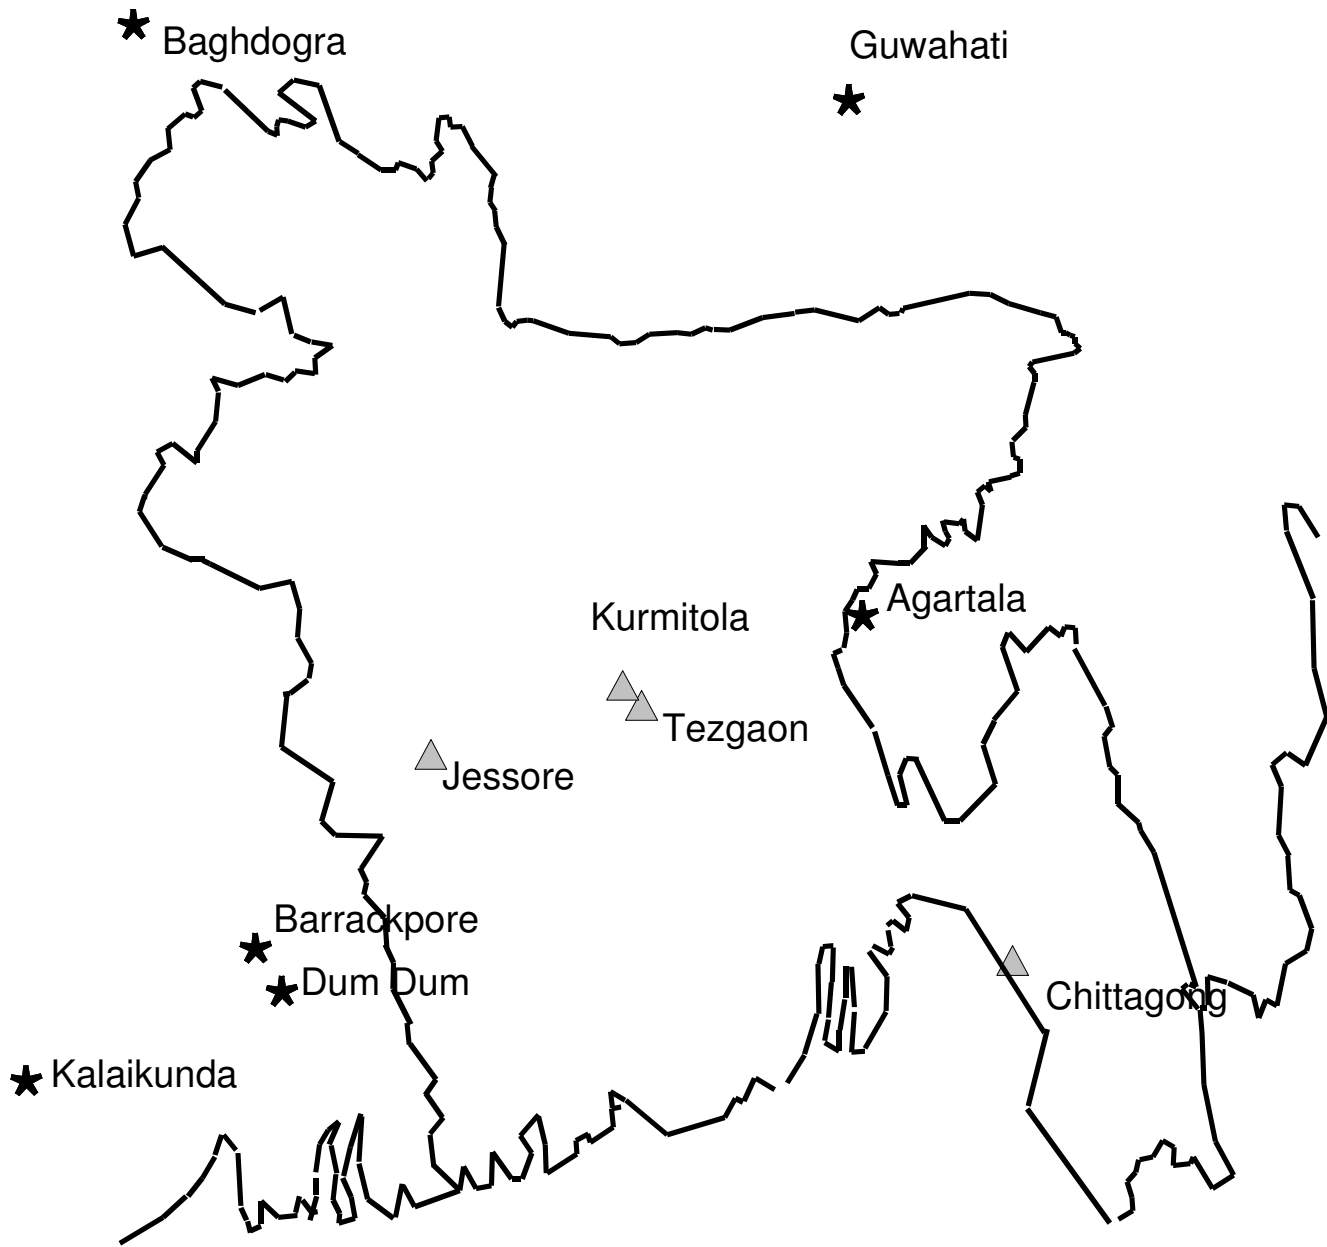 Baghdogra
Guwahati
Agartala
Kurmitola
Tezgaon
Jessore
Barrackpore
Dum Dum
Chittagong
Kalaikunda